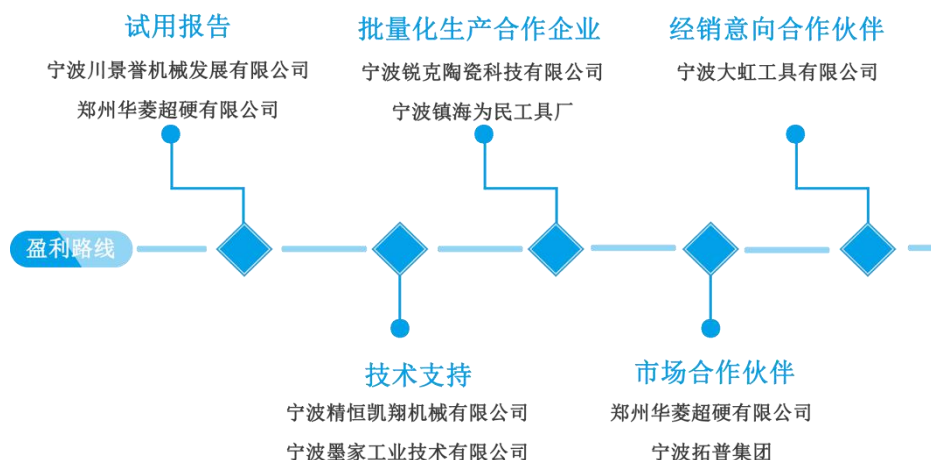 试用报告
宁波川景誉机械发展有限公司
郑州华菱超硬有限公司
批量化生产合作企业
宁波锐克陶瓷科技有限公司
宁波镇海为民工具厂
经销意向合作伙伴
宁波大虹工具有限公司
盈利路线
技术支持
宁波精恒凯翔机械有限公司
宁波墨家工业技术有限公司
市场合作伙伴
郑州华菱超硬有限公司
宁波拓普集团